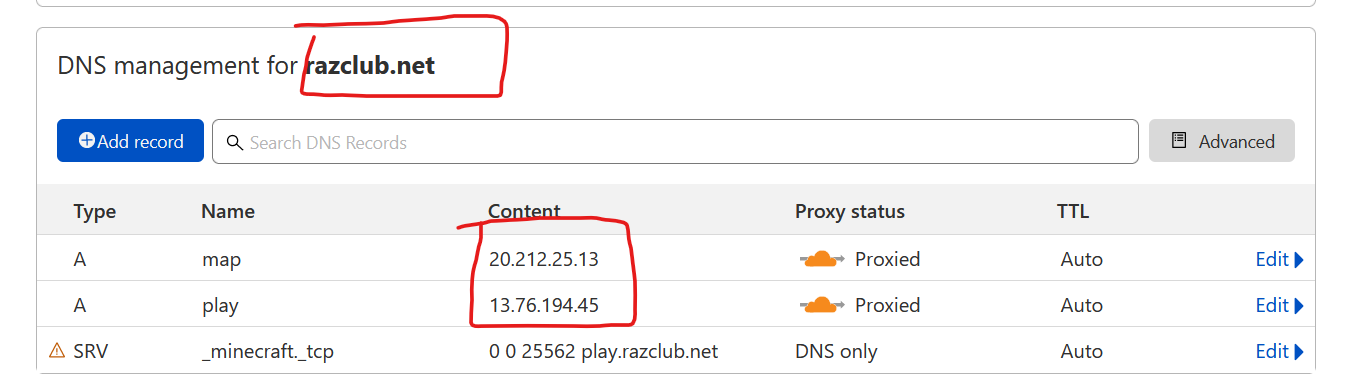 DNS management for razclub.net
Add record
Search DNS Records
Advanced
Type Name Content Proxy status TTL
A map 20.212.25.13 Proxied Auto Edit
A play 13.76.194.45 Proxied Auto Edit
SRV _minecraft._tcp 0 0 25562 play.razclub.net DNS only Auto Edit